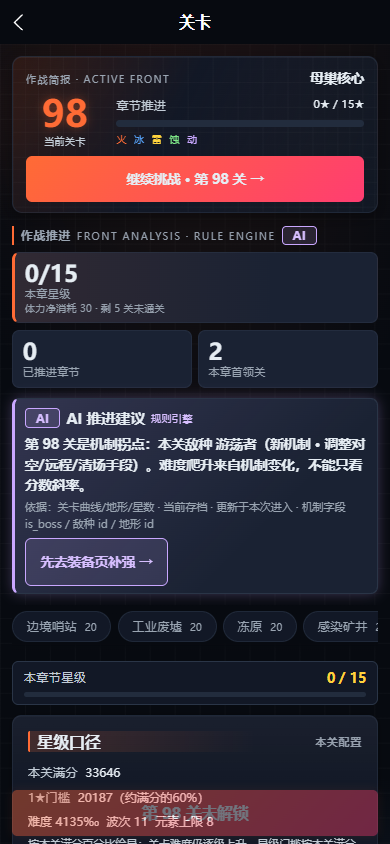 关卡
作战简报 · ACTIVE FRONT
母巢核心
98
当前关卡
章节推进
0★ / 15★
火 冰 雷 蚀 动
继续挑战 · 第 98 关 →
作战推进 FRONT ANALYSIS · RULE ENGINE AI
0/15
本章星级
体力净消耗 30 · 剩 5 关未通关
0
已推进章节
2
本章首领关
AI AI 推进建议 规则引擎
第 98 关是机制拐点：本关敌种 游荡者（新机制 · 调整对
空/远程/清场手段）。难度爬升来自机制变化，不能只看
分数斜率。
依据：关卡曲线/地形/星数 · 当前存档 · 更新于本次进入 · 机制字段
is_boss / 敌种 id / 地形 id
先去装备页补强 →
边境哨站 20
工业废墟 20
冻原 20
感染矿井
本章节星级
0 / 15
星级口径
本关配置
本关满分 33646
1★门槛 20187（约满分的60%）
第 98 关未解锁
难度 4135‰ 波次 11 元素上限 8